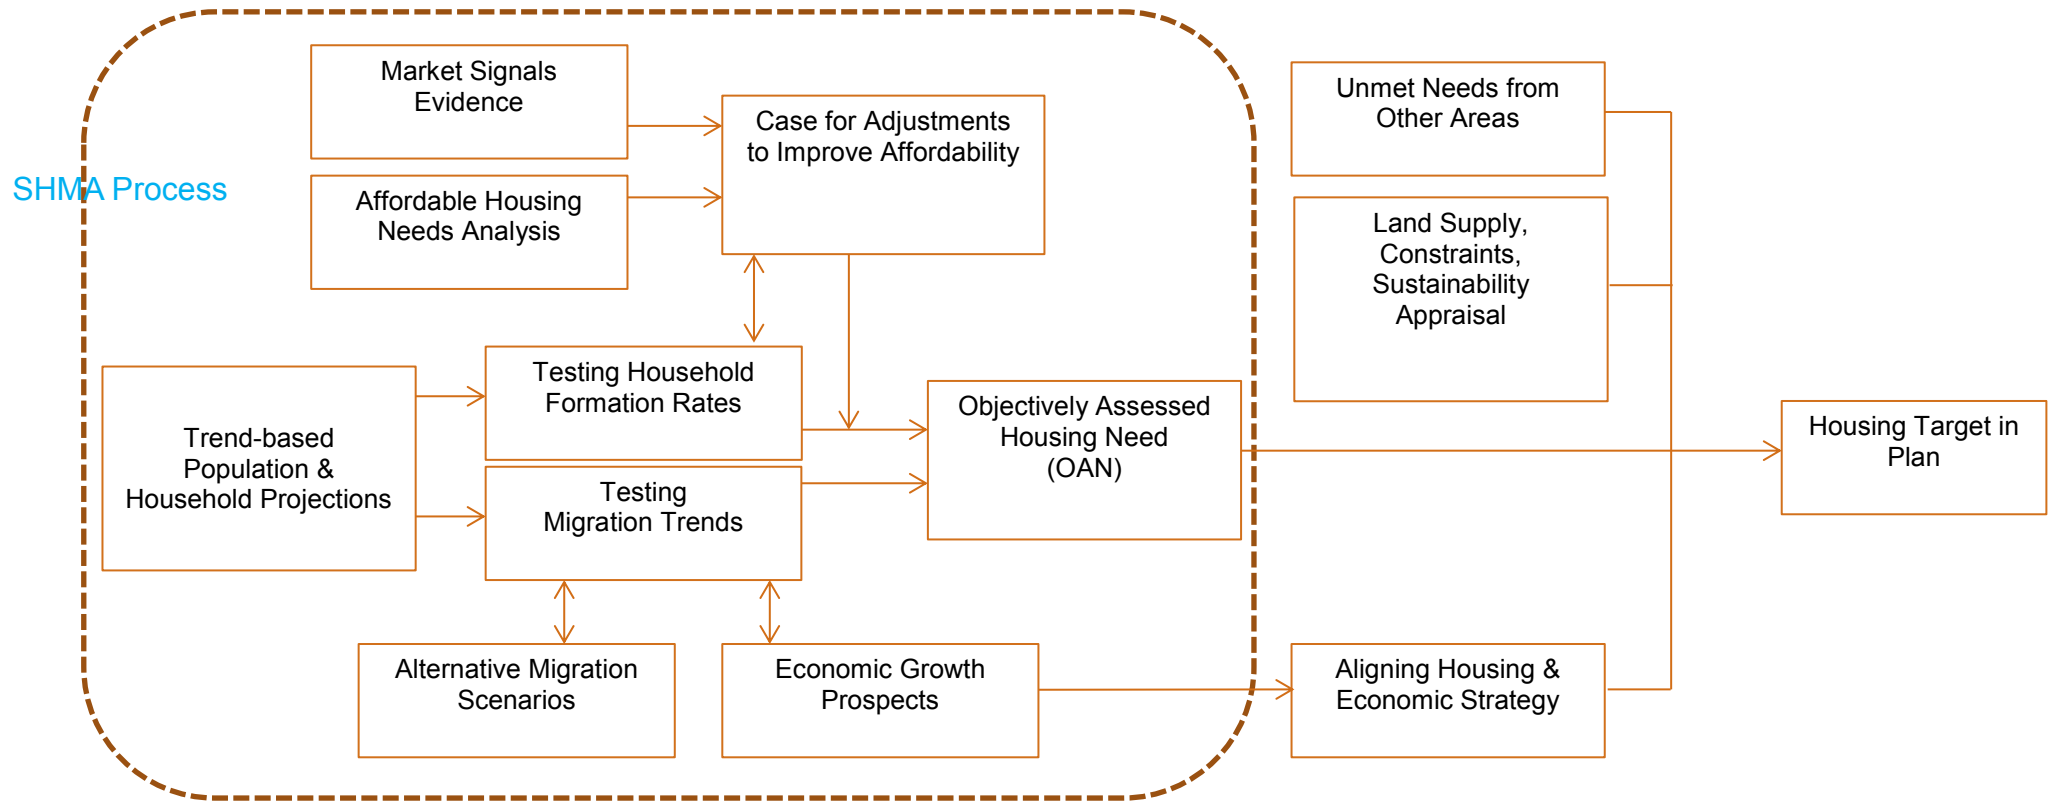 Market Signals
Evidence
Case for Adjustments
to Improve Affordability
Unmet Needs from
Other Areas
SHMA Process
Affordable Housing
Needs Analysis
Land Supply,
Constraints,
Sustainability
Appraisal
Trend-based
Population &
Household Projections
Testing Household
Formation Rates
Testing
Migration Trends
Objectively Assessed
Housing Need
(OAN)
Housing Target in
Plan
Alternative Migration
Scenarios
Economic Growth
Prospects
Aligning Housing &
Economic Strategy